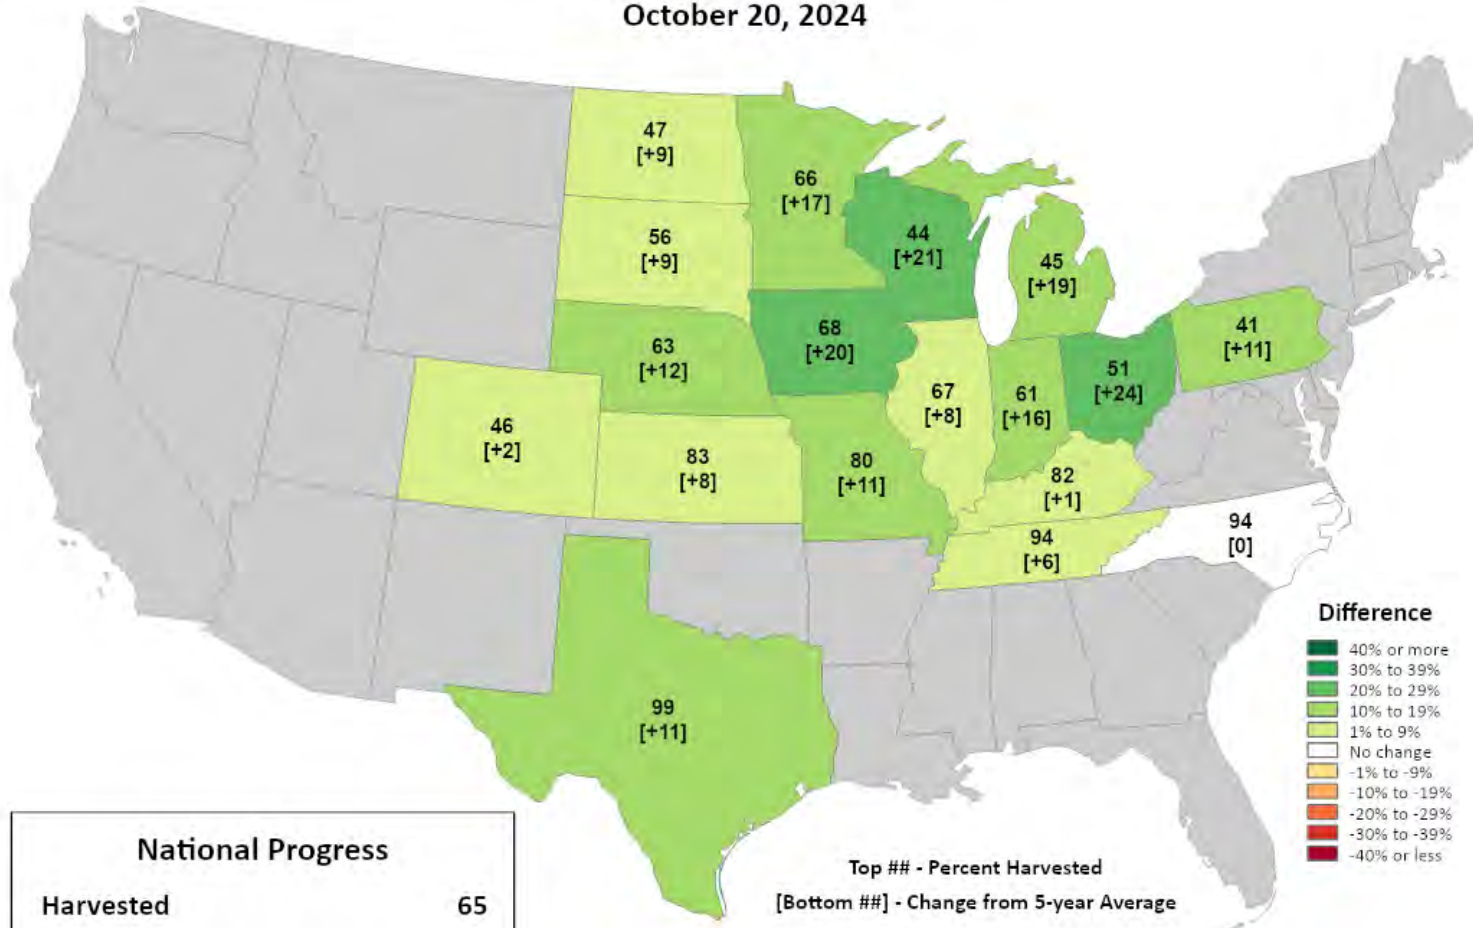 October 20, 2024
47
[+9]
66
[+17]
56
[+9]
44
[+21]
45
[+19]
63
[+12]
68
[+20]
41
[+11]
67
[+8]
61
[+16]
51
[+24]
46
[+2]
83
[+8]
80
[+11]
82
[+1]
94
[+6]
94
[0]
99
[+11]
Difference
40% or more
30% to 39%
20% to 29%
10% to 19%
1% to 9%
No change
-1% to -9%
-10% to -19%
-20% to -29%
-30% to -39%
-40% or less
National Progress
Harvested 65
Top ## - Percent Harvested
[Bottom ##] - Change from 5-year Average